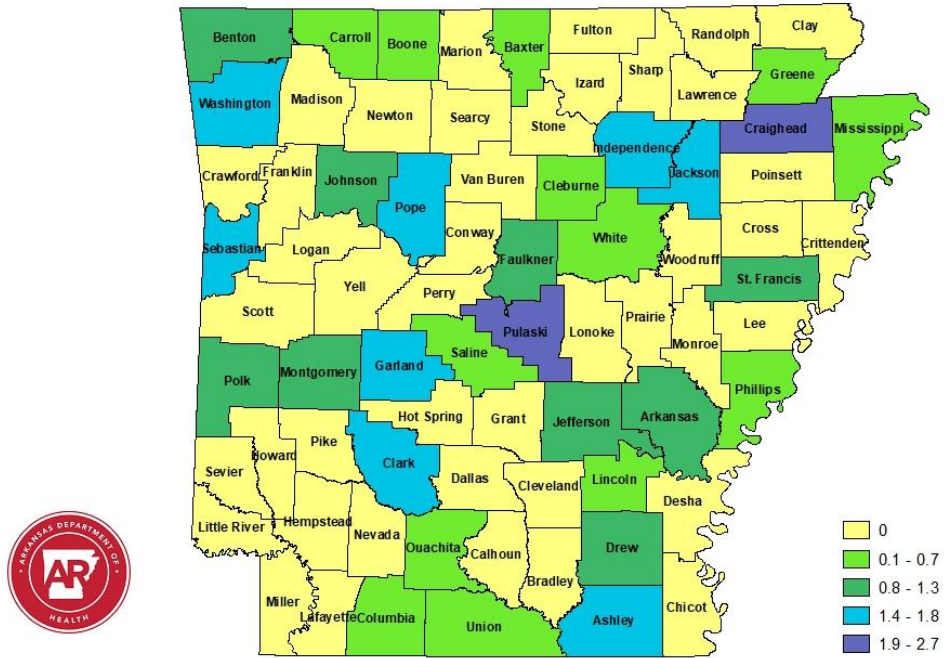 Benton
Carroll
Boone
Marion
Baxter
Fulton
Randolph
Clay
Sharp
Izard
Greene
Washington
Madison
Newton
Searcy
Stone
Lawrence
Craighead
Mississippi
Independence
Jackson
Crawford
Franklin
Johnson
Pope
Van Buren
Cleburne
Poinsett
Sebastian
Logan
Conway
White
Woodruff
Cross
Crittenden
Faulkner
St. Francis
Scott
Yell
Perry
Pulaski
Lonoke
Prairie
Monroe
Lee
Polk
Montgomery
Garland
Saline
Phillips
Hot Spring
Grant
Jefferson
Arkansas
Sevier
Howard
Pike
Clark
Dallas
Cleveland
Lincoln
Desha
Little River
Hempstead
Nevada
Ouachita
Calhoun
Bradley
Drew
Miller
Lafayette
Columbia
Union
Ashley
Chicot
ARKANSAS DEPARTMENT OF
AR
HEALTH
0
0.1 - 0.7
0.8 - 1.3
1.4 - 1.8
1.9 - 2.7